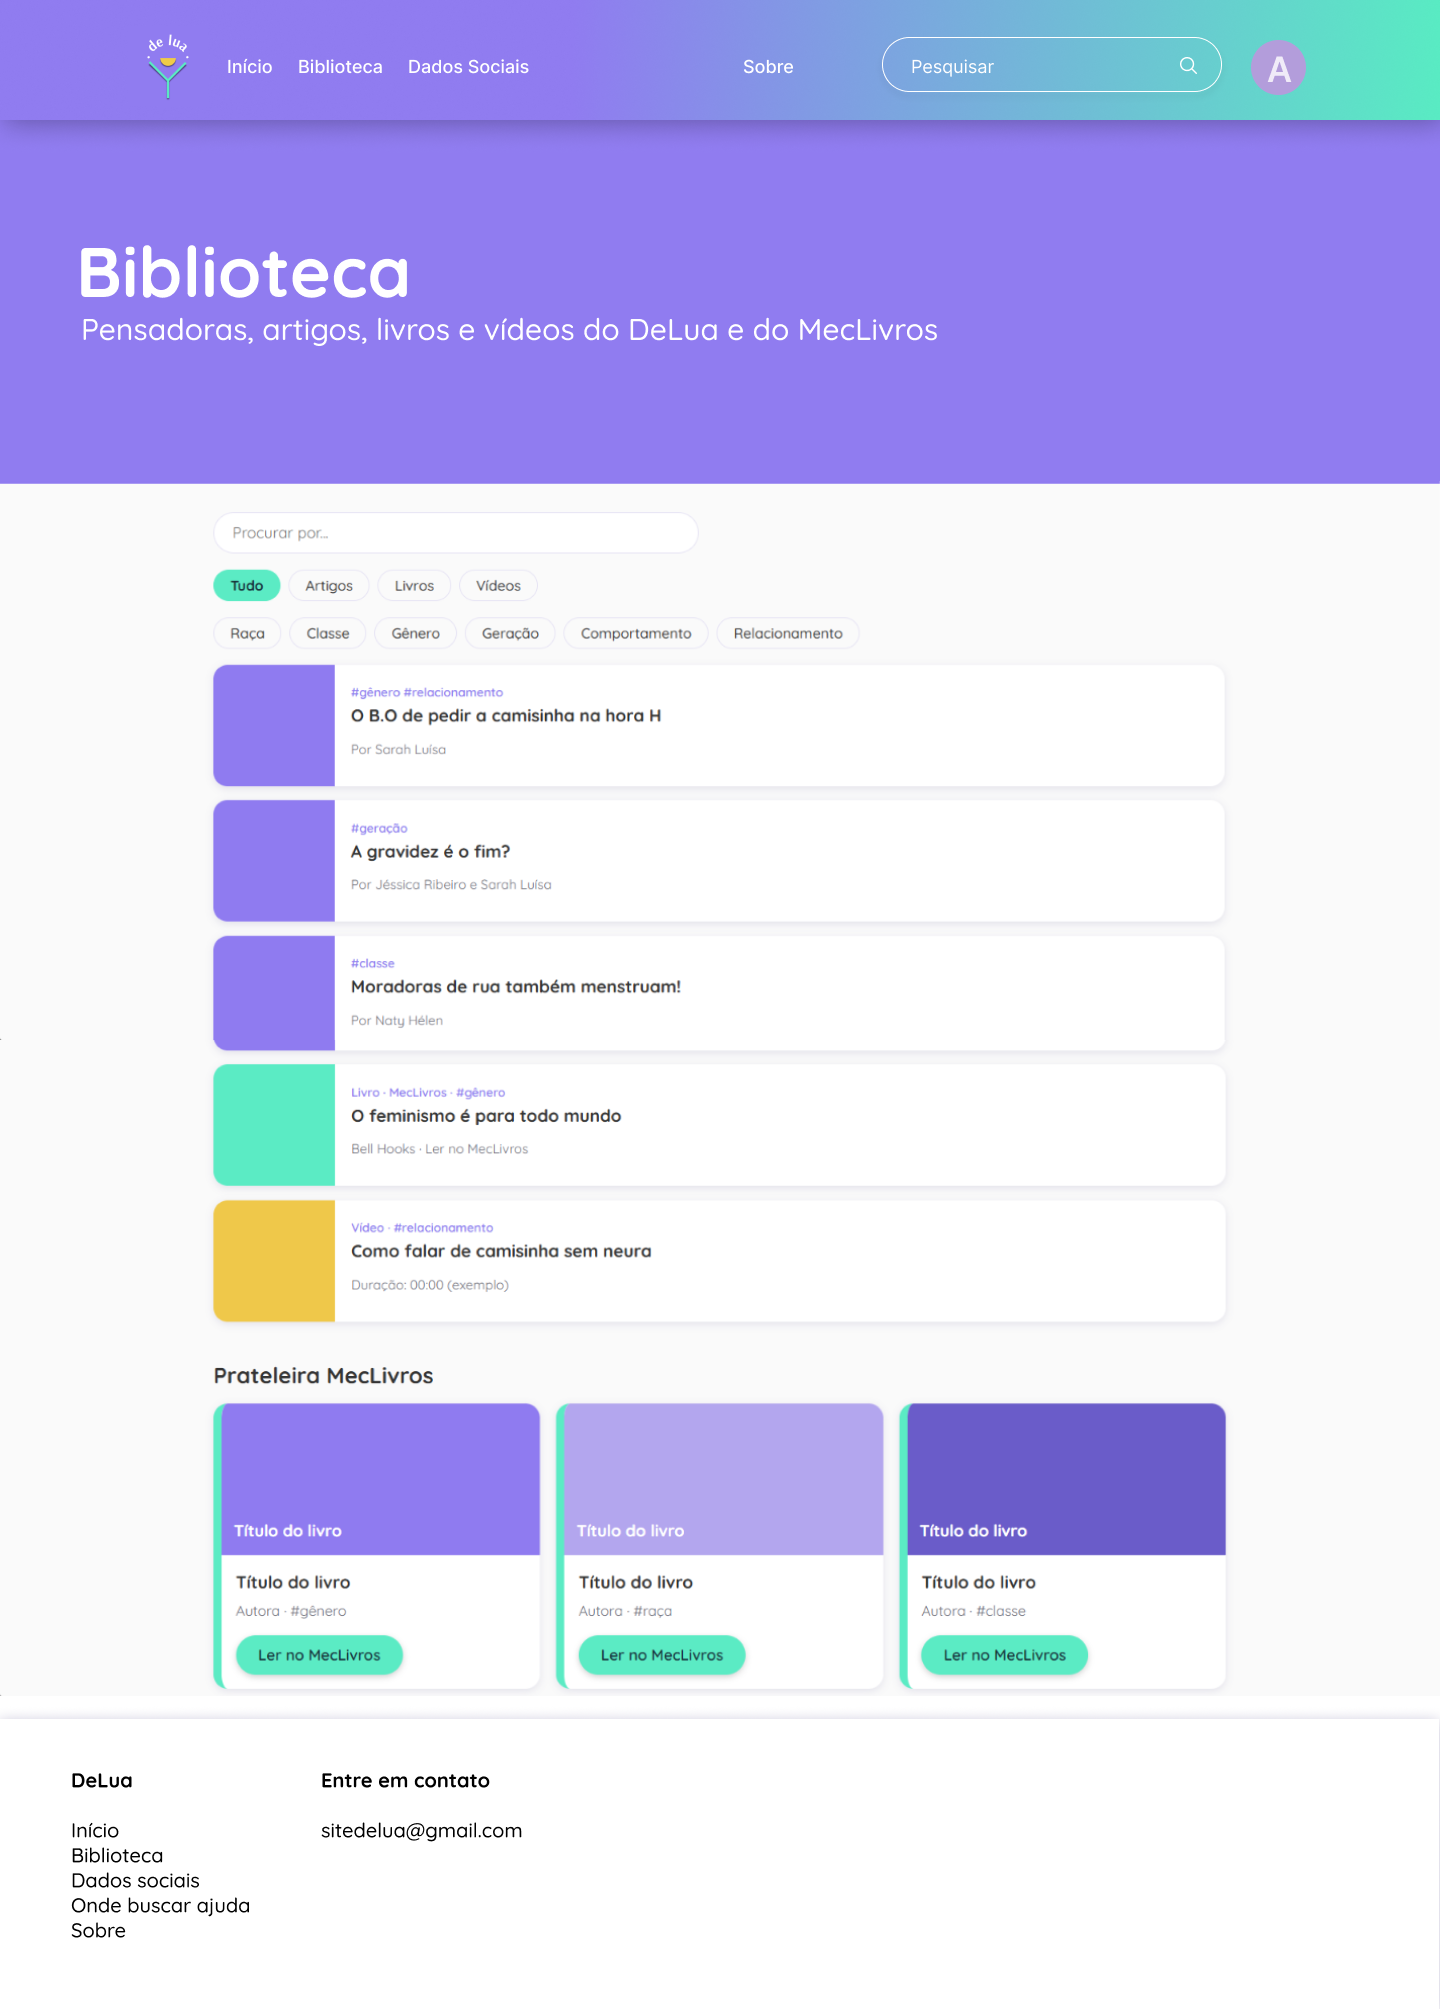 de lua
Início Biblioteca Dados Sociais Sobre Pesquisar A
Biblioteca
Pensadoras, artigos, livros e vídeos do DeLua e do MecLivros
Procurar por...
Tudo Artigos Livros Vídeos
Raça Classe Gênero Geração Comportamento Relacionamento
#gênero #relacionamento
O B.O de pedir a camisinha na hora H
Por Sarah Luísa
#geração
A gravidez é o fim?
Por Jéssica Ribeiro e Sarah Luísa
#classe
Moradoras de rua também menstruam!
Por Naty Hélen
Livro · MecLivros · #gênero
O feminismo é para todo mundo
Bell Hooks · Ler no MecLivros
Vídeo · #relacionamento
Como falar de camisinha sem neura
Duração: 00:00 (exemplo)
Prateleira MecLivros
Título do livro
Título do livro
Autora · #gênero
Ler no MecLivros
Título do livro
Título do livro
Autora · #raça
Ler no MecLivros
Título do livro
Título do livro
Autora · #classe
Ler no MecLivros
DeLua
Início
Biblioteca
Dados sociais
Onde buscar ajuda
Sobre
Entre em contato
sitedelua@gmail.com